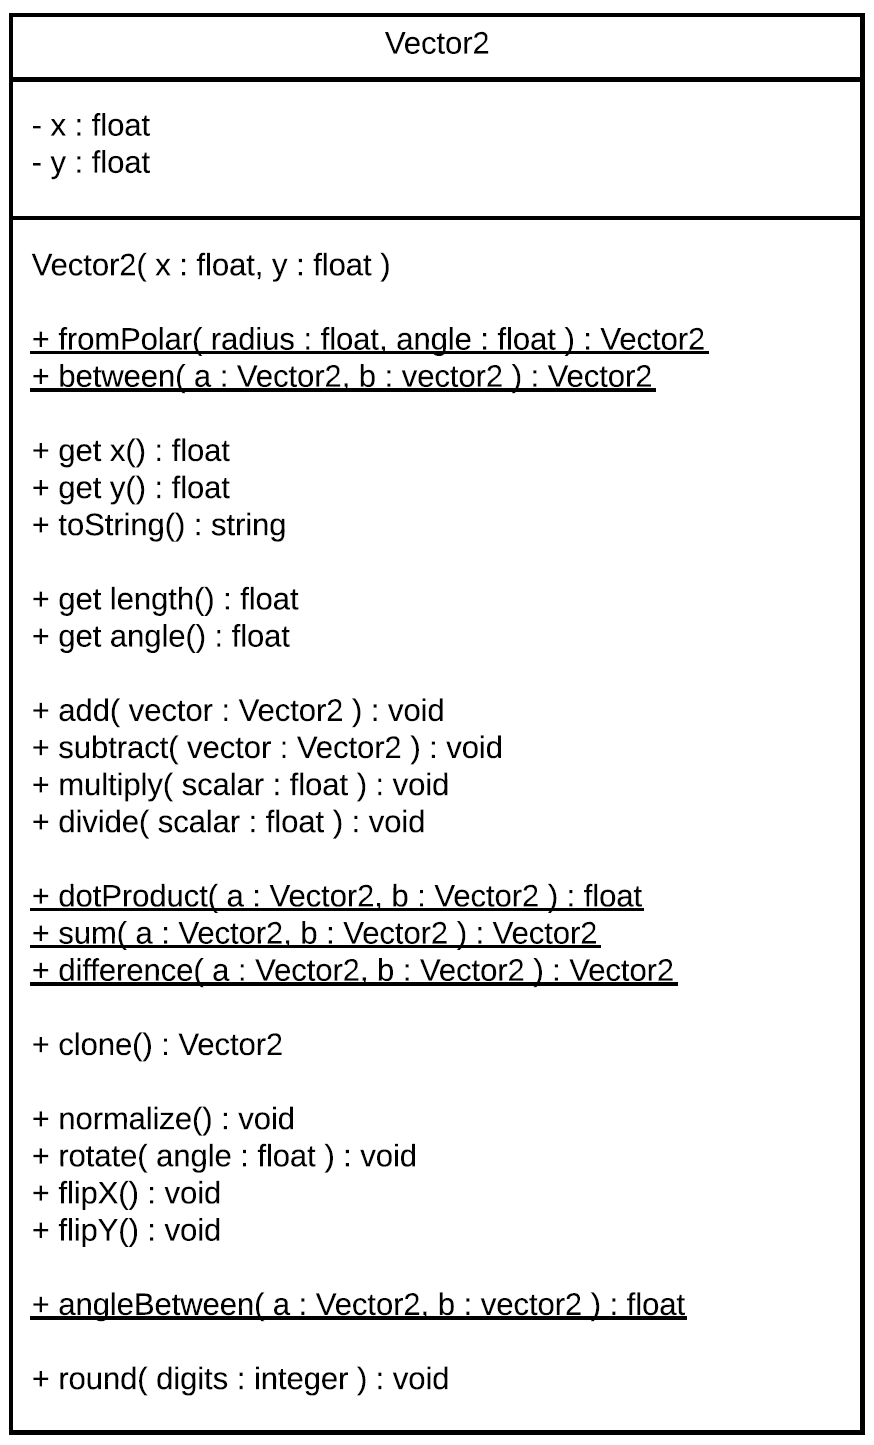 Vector2
- x : float
- y : float
Vector2( x : float, y : float )
+ fromPolar( radius : float, angle : float ) : Vector2
+ between( a : Vector2, b : vector2 ) : Vector2
+ get x() : float
+ get y() : float
+ toString() : string
+ get length() : float
+ get angle() : float
+ add( vector : Vector2 ) : void
+ subtract( vector : Vector2 ) : void
+ multiply( scalar : float ) : void
+ divide( scalar : float ) : void
+ dotProduct( a : Vector2, b : Vector2 ) : float
+ sum( a : Vector2, b : Vector2 ) : Vector2
+ difference( a : Vector2, b : Vector2 ) : Vector2
+ clone() : Vector2
+ normalize() : void
+ rotate( angle : float ) : void
+ flipX() : void
+ flipY() : void
+ angleBetween( a : Vector2, b : vector2 ) : float
+ round( digits : integer ) : void